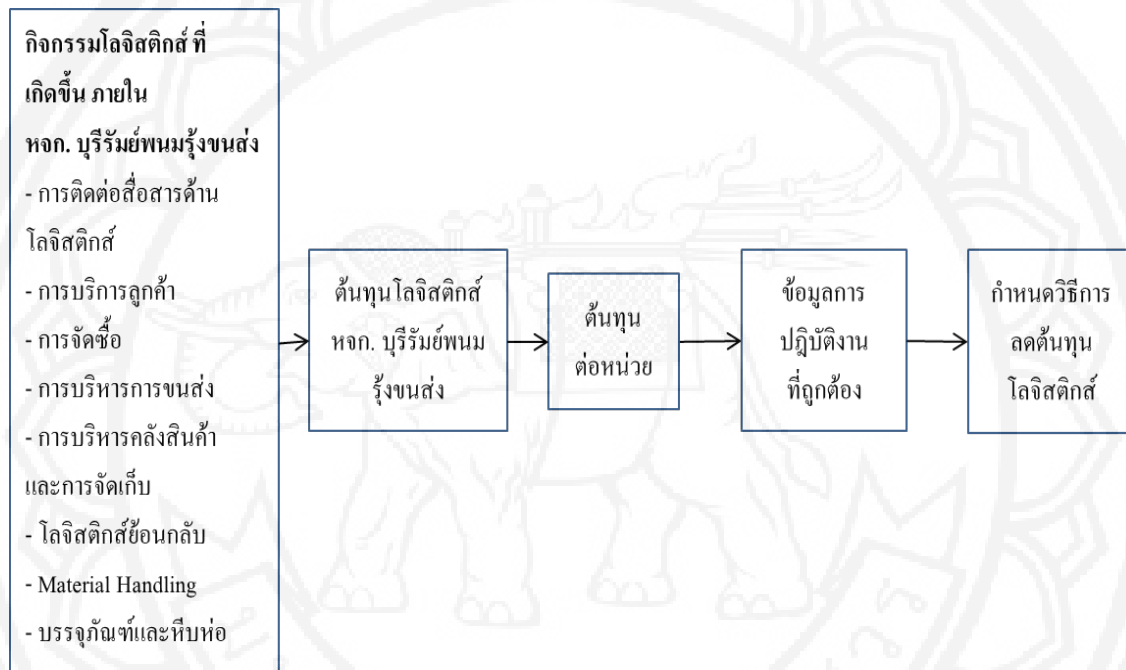 กิจกรรมโลจิสติกส์ ที่
เกิดขึ้น ภายใน
หจก. บุรีรัมย์พนมรุ้งขนส่ง
- การติดต่อสื่อสารด้าน
โลจิสติกส์
- การบริการลูกค้า
- การจัดซื้อ
- การบริหารการขนส่ง
- การบริหารคลังสินค้า
และการจัดเก็บ
- โลจิสติกส์ย้อนกลับ
- Material Handling
- บรรจุภัณฑ์และหีบห่อ
ต้นทุนโลจิสติกส์
หจก. บุรีรัมย์พนม
รุ้งขนส่ง
ต้นทุน
ต่อหน่วย
ข้อมูลการ
ปฎิบัติงาน
ที่ถูกต้อง
กำหนดวิธีการ
ลดต้นทุน
โลจิสติกส์